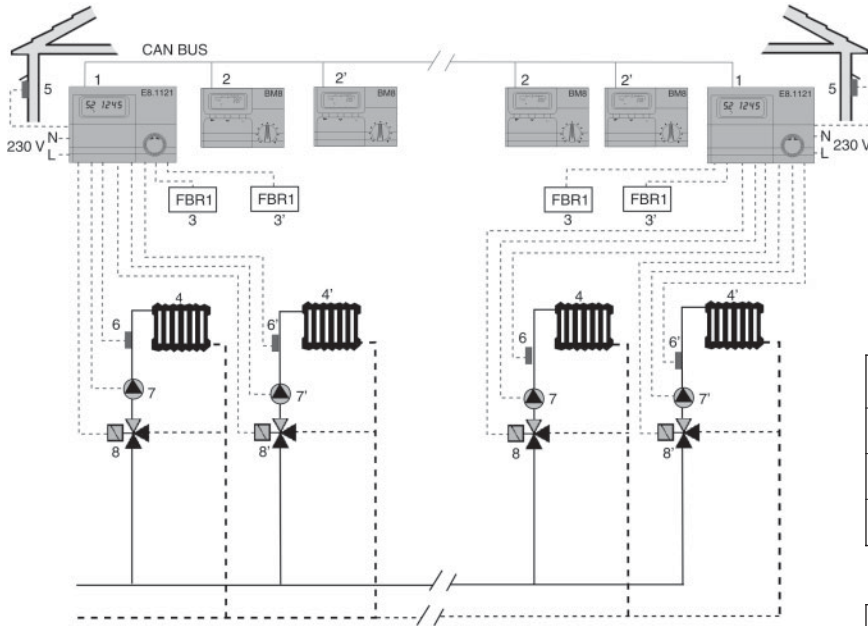 CAN BUS
1 2 2' 2 2' 1
5 E8.1121 BM8 BM8 BM8 BM8 E8.1121 5
52 1245 52 1245
N N
230 V 230 V
L L
FBR1 FBR1 FBR1 FBR1
3 3' 3 3'
4 4' 4 4'
6 6' 6 6'
7 7' 7 7'
8 8' 8 8'